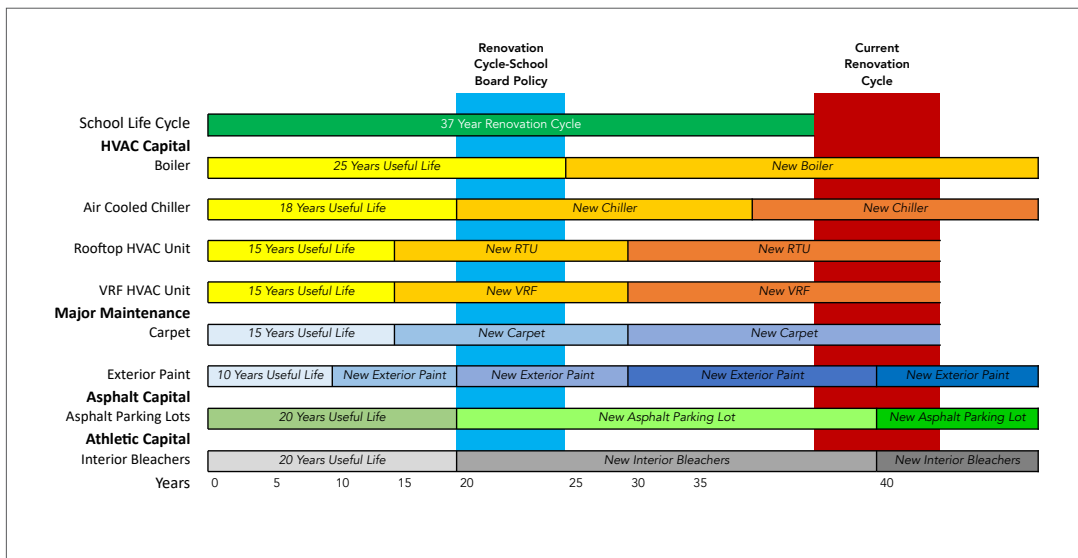 Renovation
Cycle-School
Board Policy
Current
Renovation
Cycle
School Life Cycle
37 Year Renovation Cycle
HVAC Capital
Boiler
25 Years Useful Life
New Boiler
Air Cooled Chiller
18 Years Useful Life
New Chiller
New Chiller
Rooftop HVAC Unit
15 Years Useful Life
New RTU
New RTU
VRF HVAC Unit
15 Years Useful Life
New VRF
New VRF
Major Maintenance
Carpet
15 Years Useful Life
New Carpet
New Carpet
Exterior Paint
10 Years Useful Life
New Exterior Paint
New Exterior Paint
New Exterior Paint
New Exterior Paint
Asphalt Capital
Asphalt Parking Lots
20 Years Useful Life
New Asphalt Parking Lot
New Asphalt Parking Lot
Athletic Capital
Interior Bleachers
20 Years Useful Life
New Interior Bleachers
New Interior Bleachers
Years
0 5 10 15 20 25 30 35 40